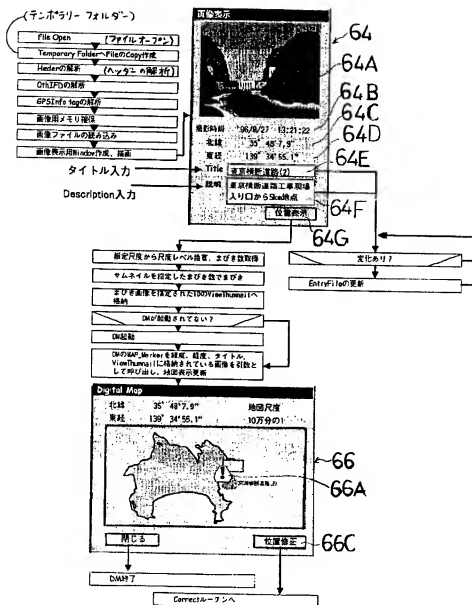 (テンポラリー フォルダー)
File Open (ファイルオープン)
Temporary FolderへFileのCopy作成
Hederの解析 (ヘッダーの解析)
0thIFDの解析
GPSInfo tagの解析
画像用メモリ確保
画像ファイルの読み込み
画像表示用Window作成、描画
タイトル入力
Description入力
画像表示
撮影時刻 '96/8/27 13:21:22
北緯 35° 48'7.9"
東経 139° 34'55.1"
Title 東京横断道路(2)
説明 東京横断道路工事現場
入り口から5km地点
位置表示
64
64A
64B
64C
64D
64E
64F
64G
変化あり?
EntryFileの更新
指定尺度から尺度レベル換算、まびき数取得
サムネイルを指定したまびき数でまびき
まびき画像を指定されたIDのViewThumnailへ
格納
DMが起動されてない?
DM起動
DMのMAP_Markerを緯度、経度、タイトル、
ViewThumnailに格納されている画像を引数と
して呼び出し、地図表示更新
Digital Map
北緯 35° 48'7.9" 地図尺度
東経 139° 34'55.1" 10万分の1
66
66A
閉じる
位置修正
66C
DM終了
Correctルーチンへ